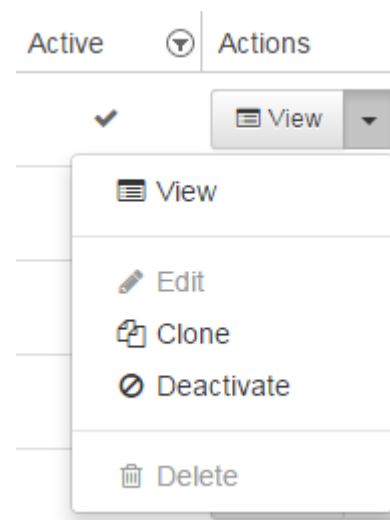 Active Actions
View
View
Edit
Clone
Deactivate
Delete